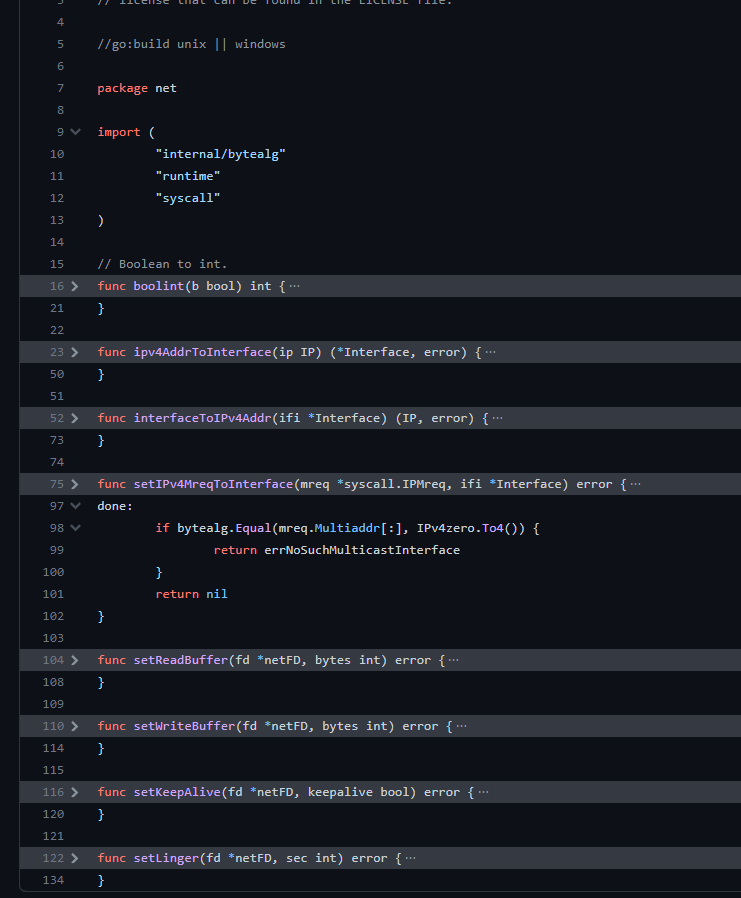 3 // license that can be found in the LICENSE file.
4
5 //go:build unix || windows
6
7 package net
8
9 import (
10 "internal/bytealg"
11 "runtime"
12 "syscall"
13 )
14
15 // Boolean to int.
16 func boolint(b bool) int { ···
21 }
22
23 func ipv4AddrToInterface(ip IP) (*Interface, error) { ···
50 }
51
52 func interfaceToIPv4Addr(ifi *Interface) (IP, error) { ···
73 }
74
75 func setIPv4MreqToInterface(mreq *syscall.IPMreq, ifi *Interface) error { ···
97 done:
98 if bytealg.Equal(mreq.Multiaddr[:], IPv4zero.To4()) {
99 return errNoSuchMulticastInterface
100 }
101 return nil
102 }
103
104 func setReadBuffer(fd *netFD, bytes int) error { ···
108 }
109
110 func setWriteBuffer(fd *netFD, bytes int) error { ···
114 }
115
116 func setKeepAlive(fd *netFD, keepalive bool) error { ···
120 }
121
122 func setLinger(fd *netFD, sec int) error { ···
134 }